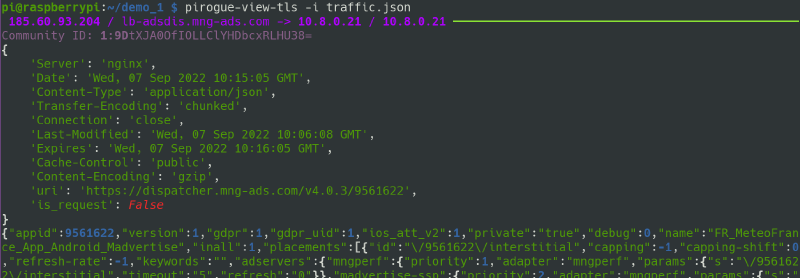 pi@raspberrypi:~/demo_1 $ pirogue-view-tls -i traffic.json
185.60.93.204 / lb-adsdis.mng-ads.com -> 10.8.0.21 / 10.8.0.21
Community ID: 1:9DtXJA0OfIOLLClYHDbcxRLHU38=
{
    'Server': 'nginx',
    'Date': 'Wed, 07 Sep 2022 10:15:05 GMT',
    'Content-Type': 'application/json',
    'Transfer-Encoding': 'chunked',
    'Connection': 'close',
    'Last-Modified': 'Wed, 07 Sep 2022 10:06:08 GMT',
    'Expires': 'Wed, 07 Sep 2022 10:16:05 GMT',
    'Cache-Control': 'public',
    'Content-Encoding': 'gzip',
    'uri': 'https://dispatcher.mng-ads.com/v4.0.3/9561622',
    'is_request': False
}
{"appid":9561622,"version":1,"gdpr":1,"gdpr_uid":1,"ios_att_v2":1,"private":"true","debug":0,"name":"FR_MeteoFran
ce_App_Android_Madvertise","inall":1,"placements":[{"id":"\/9561622\/interstitial","capping":-1,"capping-shift":0
,"refresh-rate":-1,"keywords":"","adservers":{"mngperf":{"priority":1,"adapter":"mngperf","params":{"s":"\/956162
2\/interstitial","timeout":"5","refresh":"0"}},"madvertise-ssp":{"priority":2,"adapter":"mngperf","params":{"s":"